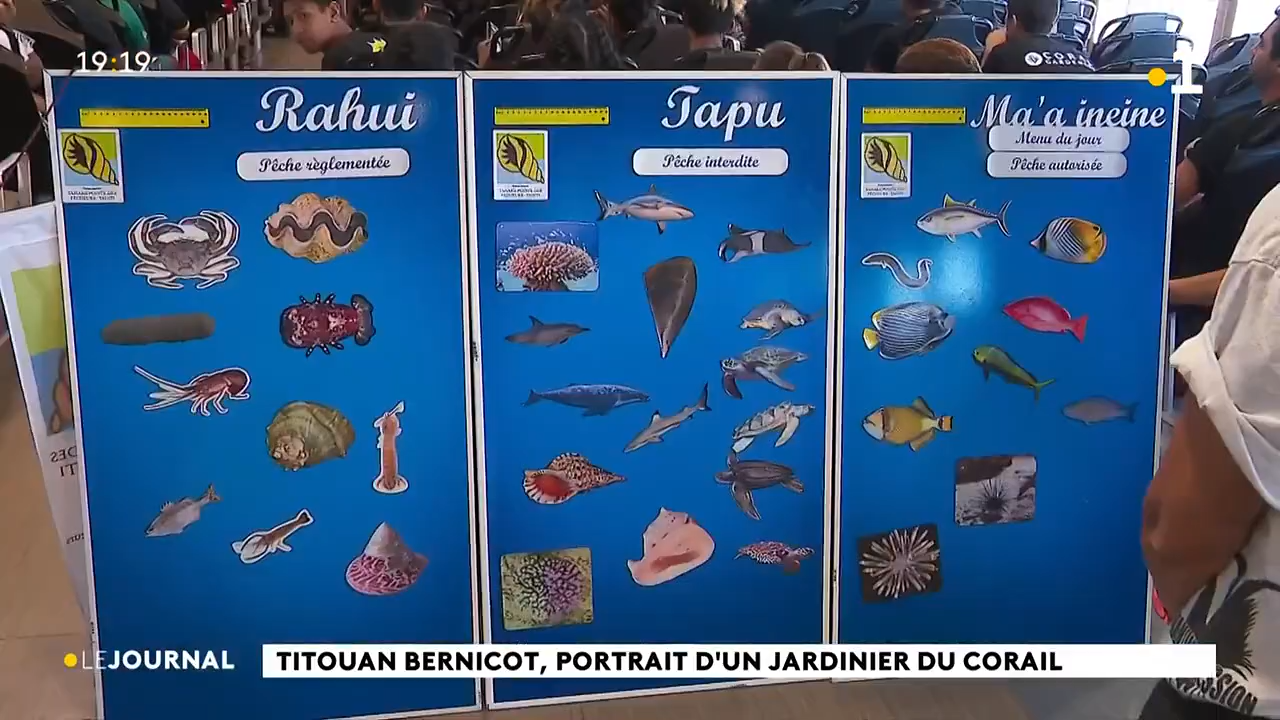 19:19
1
Rahui
Pêche règlementée
Tapu
Pêche interdite
Ma'a ineine
Menu du jour
Pêche autorisée
LEJOURNAL
TITOUAN BERNICOT, PORTRAIT D'UN JARDINIER DU CORAIL